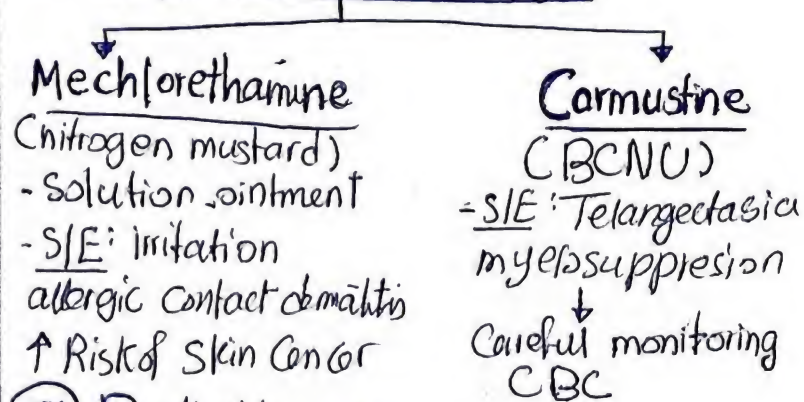 Mechlorethamine
(nitrogen mustard)
- Solution, ointment
- S/E: irritation
allergic contact dermatitis
↑ Risk of Skin Cancer
Carmustine
(BCNU)
- S/E: Telangectasia
myelosuppresion
↓
Careful monitoring
CBC